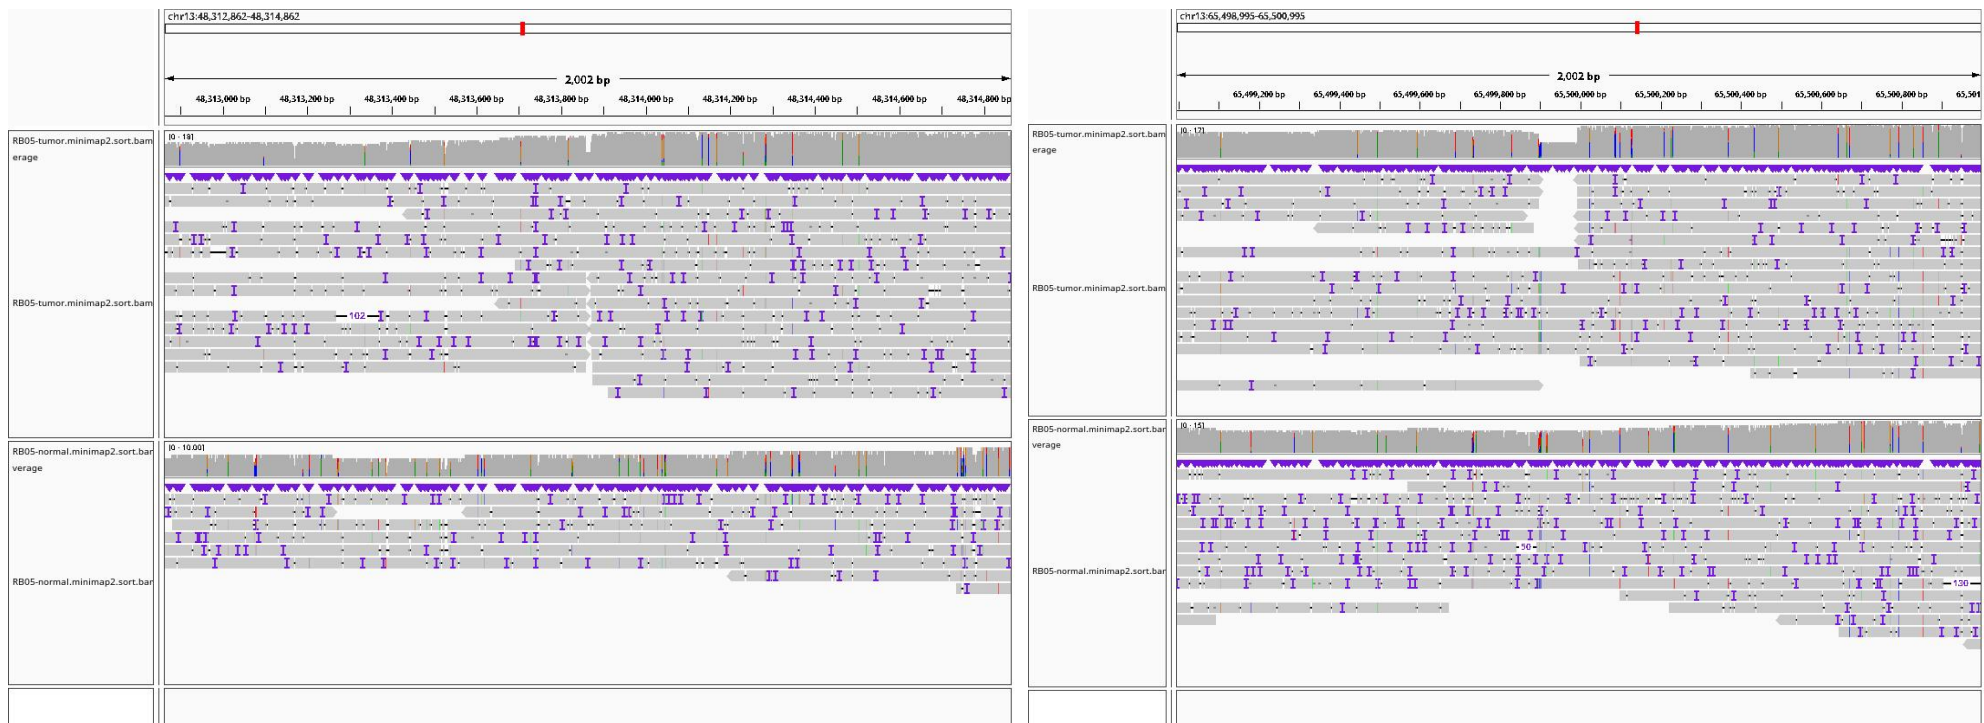 chr13:48,312,862-48,314,862
2,002 bp
48,313,000 bp 48,313,200 bp 48,313,400 bp 48,313,600 bp 48,313,800 bp 48,314,000 bp 48,314,200 bp 48,314,400 bp 48,314,600 bp 48,314,800 bp
RB05-tumor.minimap2.sort.bam
erage
[0 - 18]
RB05-tumor.minimap2.sort.bam
102
RB05-normal.minimap2.sort.bar
verage
[0 - 10.00]
RB05-normal.minimap2.sort.bar
chr13:65,498,995-65,500,995
2,002 bp
65,499,200 bp 65,499,400 bp 65,499,600 bp 65,499,800 bp 65,500,000 bp 65,500,200 bp 65,500,400 bp 65,500,600 bp 65,500,800 bp 65,501
RB05-tumor.minimap2.sort.bam
erage
[0 - 17]
RB05-tumor.minimap2.sort.bam
RB05-normal.minimap2.sort.bar
verage
[0 - 15]
50
RB05-normal.minimap2.sort.bar
130